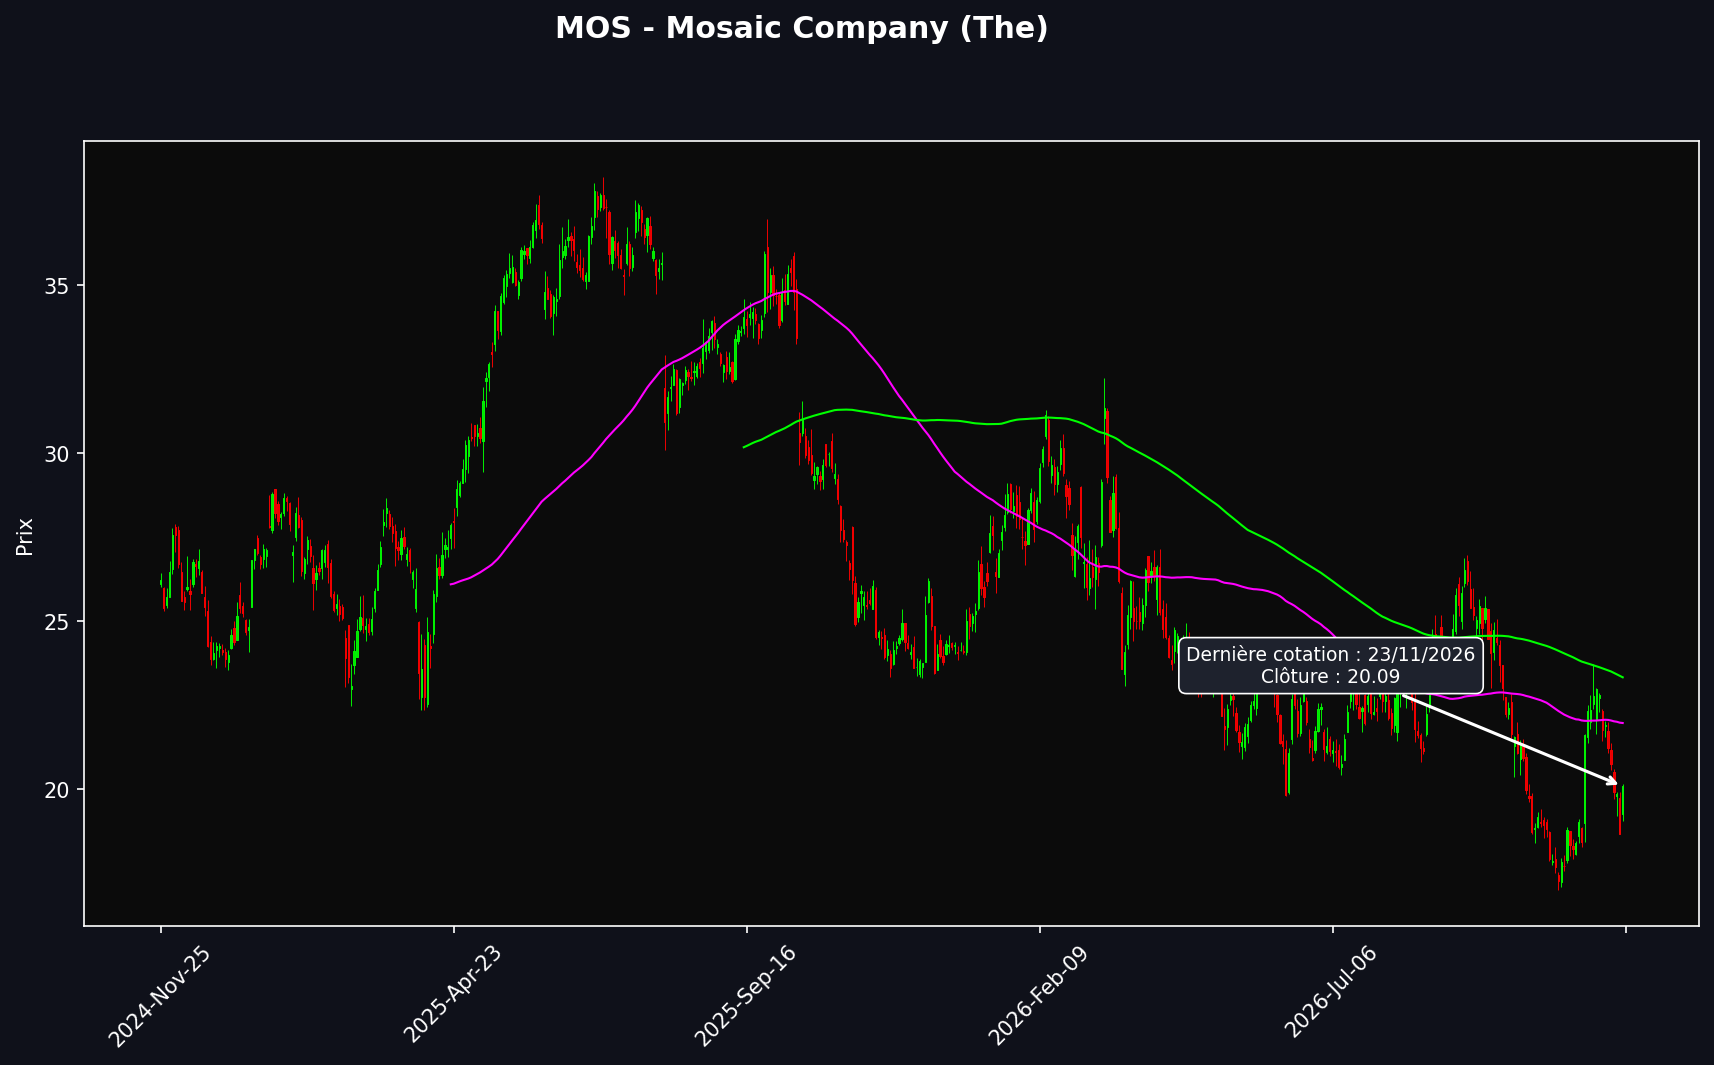 MOS - Mosaic Company (The)
Prix
35
30
25
20
Dernière cotation : 23/11/2026
Clôture : 20.09
2024-Nov-25
2025-Apr-23
2025-Sep-16
2026-Feb-09
2026-Jul-06